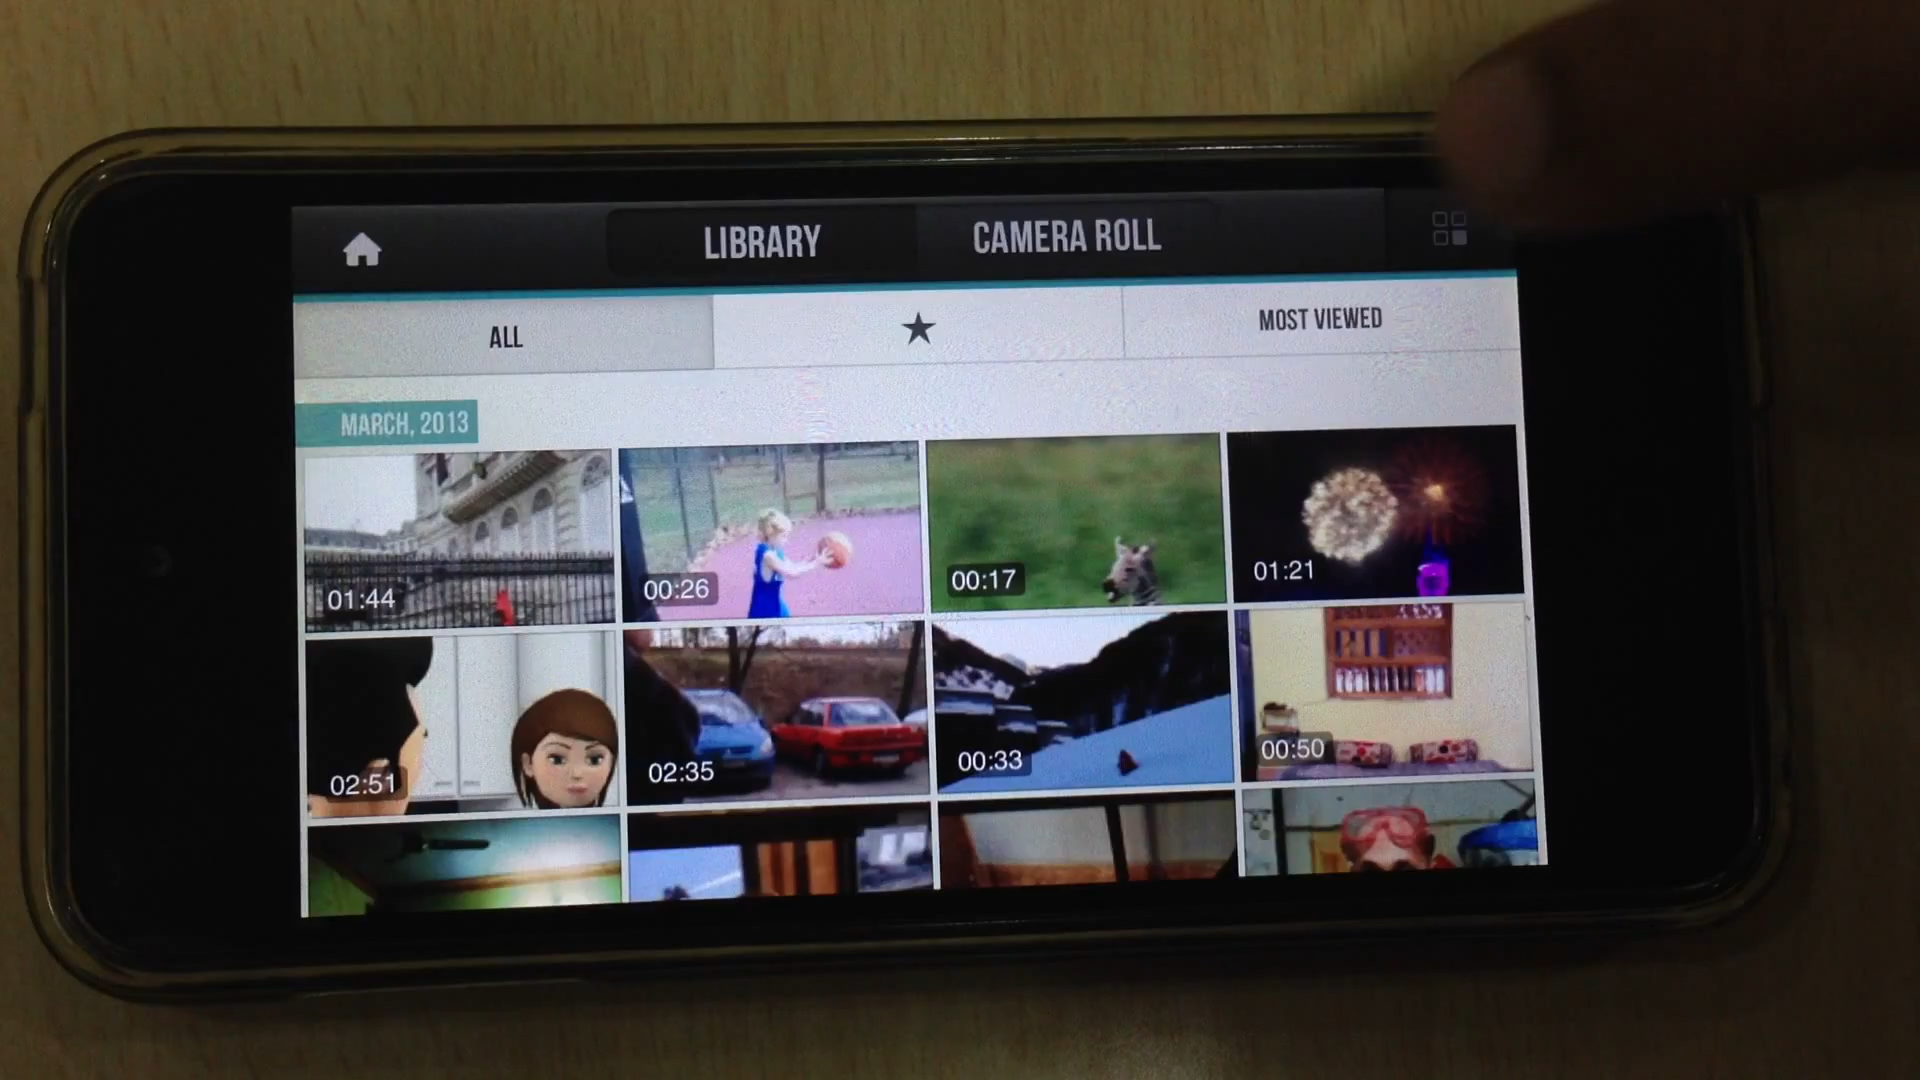 LIBRARY CAMERA ROLL
ALL ★ MOST VIEWED
MARCH, 2013
01:44 00:26 00:17 01:21
02:51 02:35 00:33 00:50